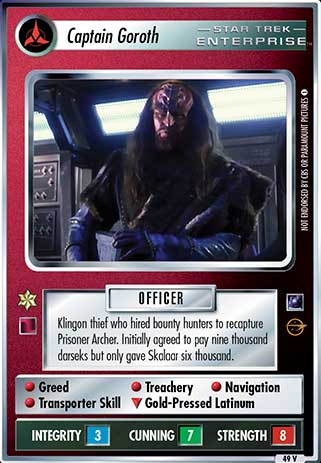 Captain Goroth
STAR TREK
ENTERPRISE™
NOT ENDORSED BY CBS OR PARAMOUNT PICTURES
OFFICER
Klingon thief who hired bounty hunters to recapture
Prisoner Archer. Initially agreed to pay nine thousand
darseks but only gave Skalaar six thousand.
Greed
Treachery
Navigation
Transporter Skill
Gold-Pressed Latinum
INTEGRITY 3 CUNNING 7 STRENGTH 8
49 V